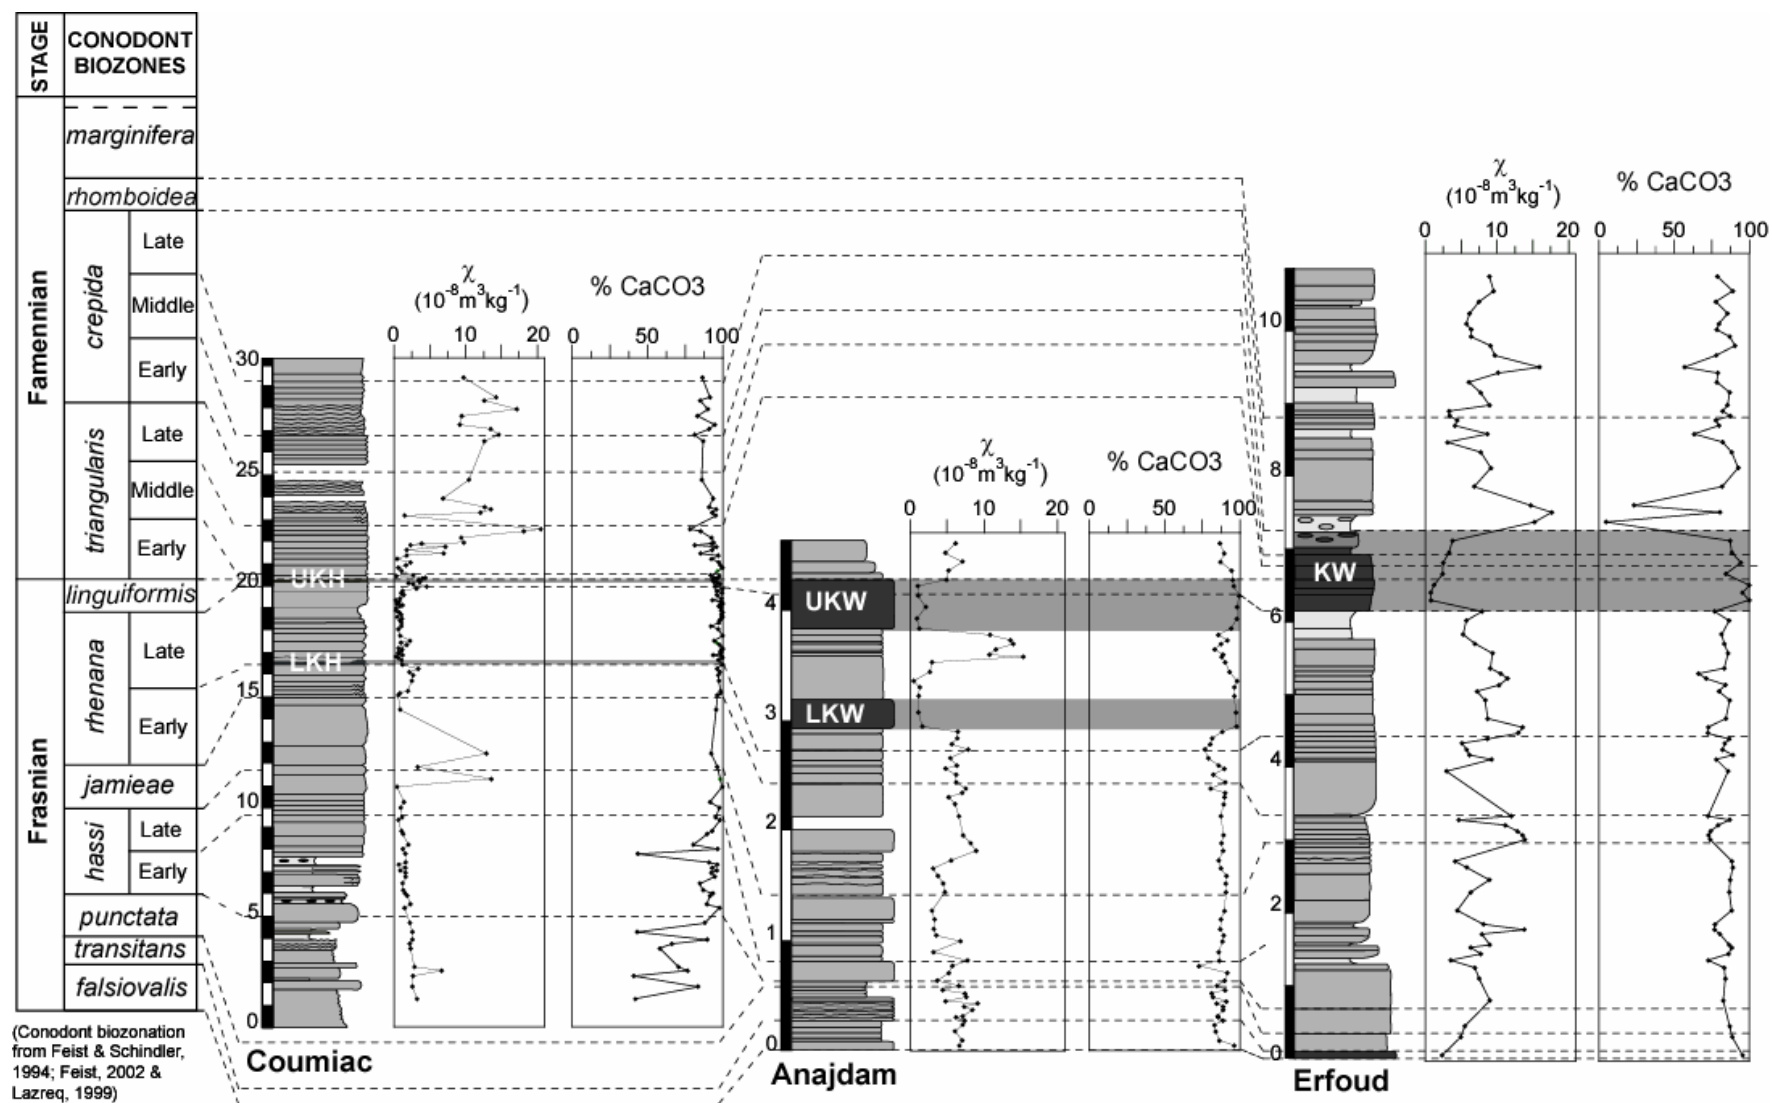 STAGE
CONODONT
BIOZONES
Famennian
Frasnian
marginifera
rhomboidea
crepida
Late
Middle
Early
triangularis
Late
Middle
Early
linguiformis
rhenana
Late
Early
jamieae
hassi
Late
Early
punctata
transitans
falsiovalis
(Conodont biozonation
from Feist & Schindler,
1994; Feist, 2002 &
Lazreq, 1999)
χ
(10-8m3kg-1)
% CaCO3
0 10 20
0 50 100
30
25
20
15
10
5
0
UKH
LKH
Coumiac
χ
(10-8m3kg-1)
% CaCO3
0 10 20
0 50 100
4
3
2
1
0
UKW
LKW
Anajdam
χ
(10-8m3kg-1)
% CaCO3
0 10 20
0 50 100
10
8
6
4
2
0
KW
Erfoud